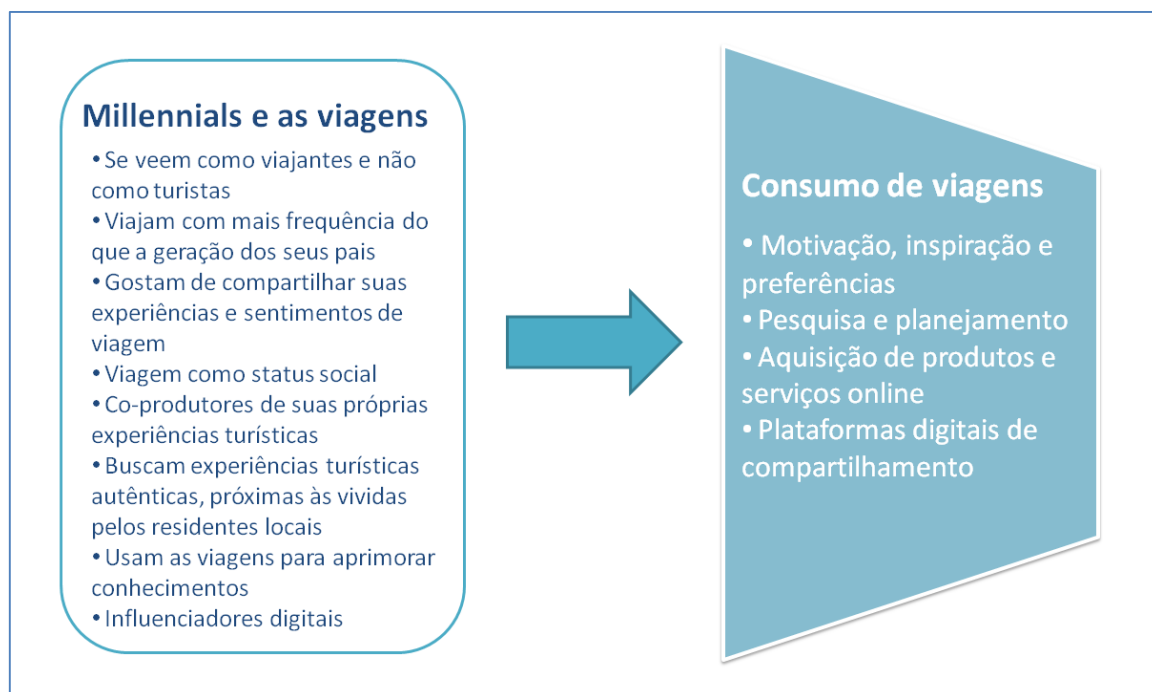 Millennials e as viagens
• Se veem como viajantes e não
como turistas
• Viajam com mais frequência do
que a geração dos seus pais
• Gostam de compartilhar suas
experiências e sentimentos de
viagem
• Viagem como status social
• Co-produtores de suas próprias
experiências turísticas
• Buscam experiências turísticas
autênticas, próximas às vividas
pelos residentes locais
• Usam as viagens para aprimorar
conhecimentos
• Influenciadores digitais
Consumo de viagens
• Motivação, inspiração e
preferências
• Pesquisa e planejamento
• Aquisição de produtos e
serviços online
• Plataformas digitais de
compartilhamento